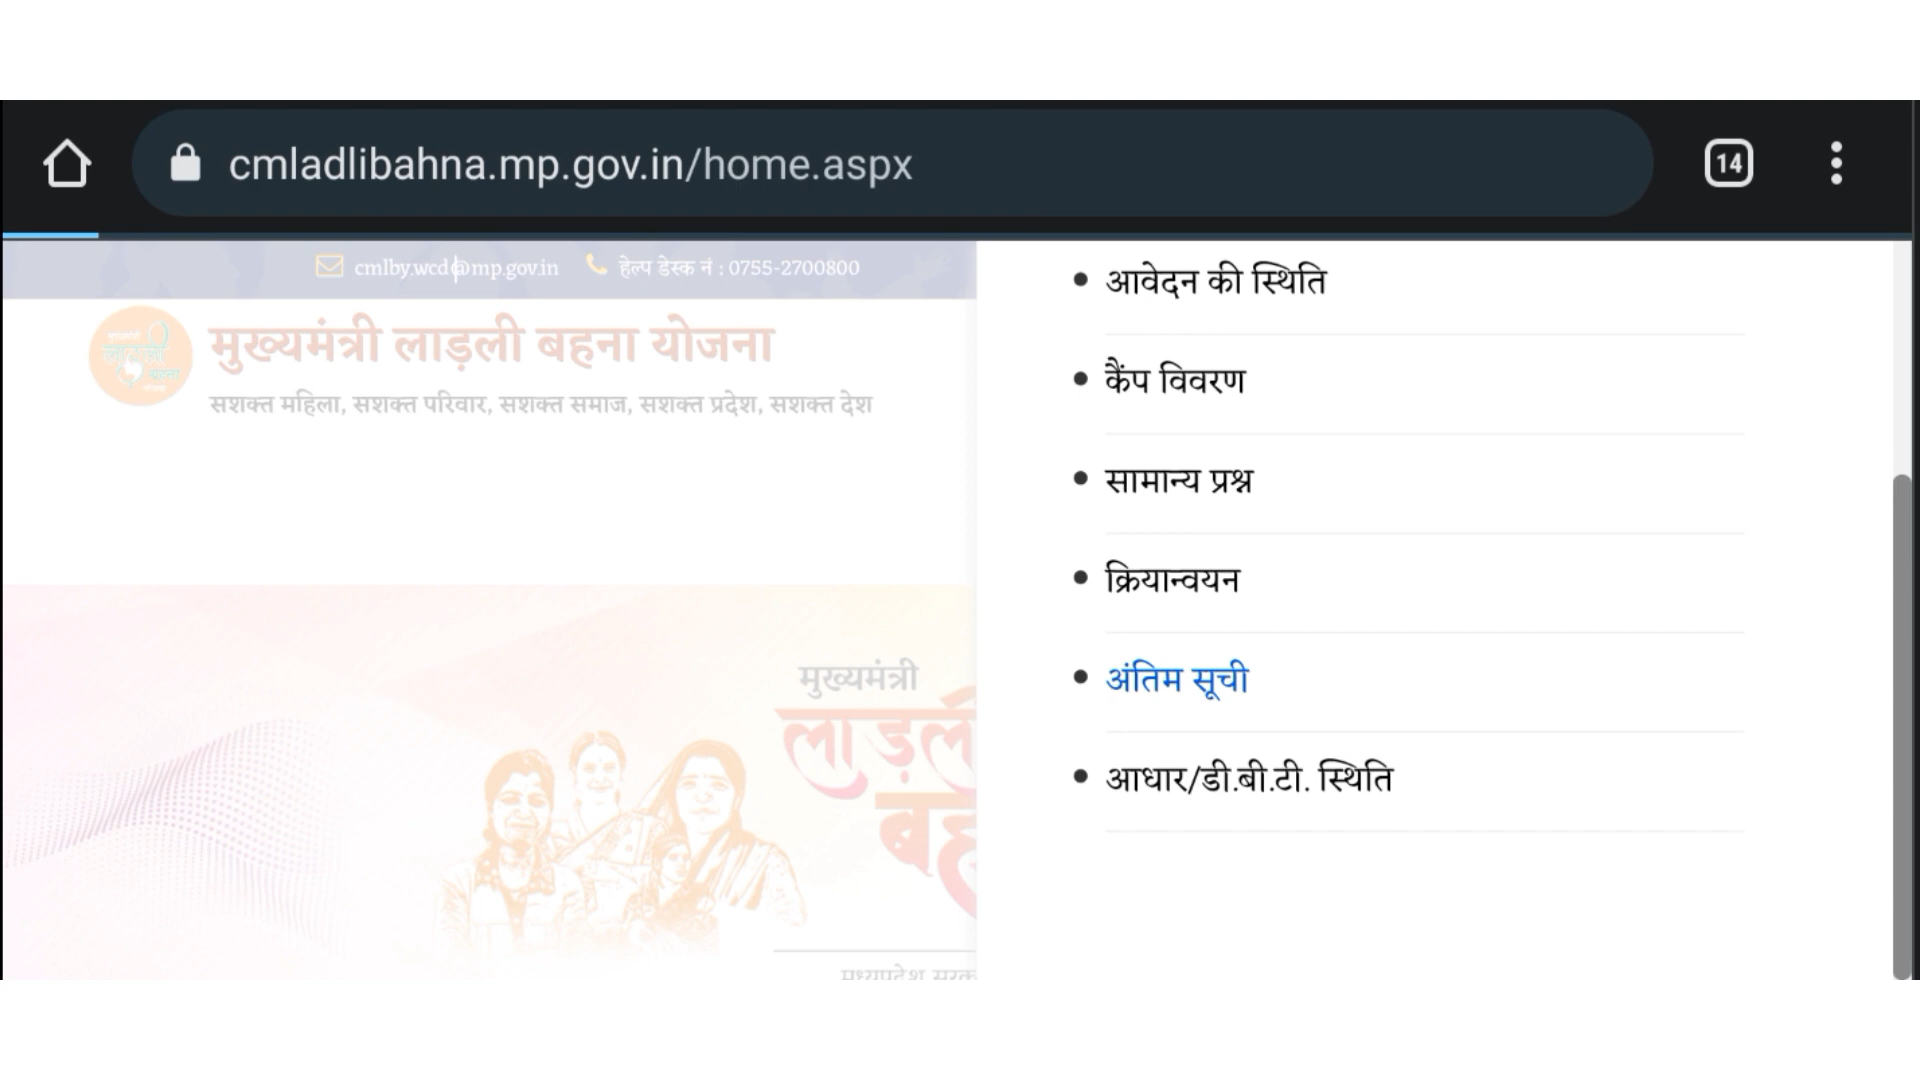 cmladlibahna.mp.gov.in/home.aspx
14
cmlby.wcd@mp.gov.in हेल्प डेस्क नं : 0755-2700800
मुख्यमंत्री लाड़ली बहना योजना
सशक्त महिला, सशक्त परिवार, सशक्त समाज, सशक्त प्रदेश, सशक्त देश
मुख्यमंत्री
लाड़ली
बह
आवेदन की स्थिति
कैंप विवरण
सामान्य प्रश्न
क्रियान्वयन
अंतिम सूची
आधार/डी.बी.टी. स्थिति